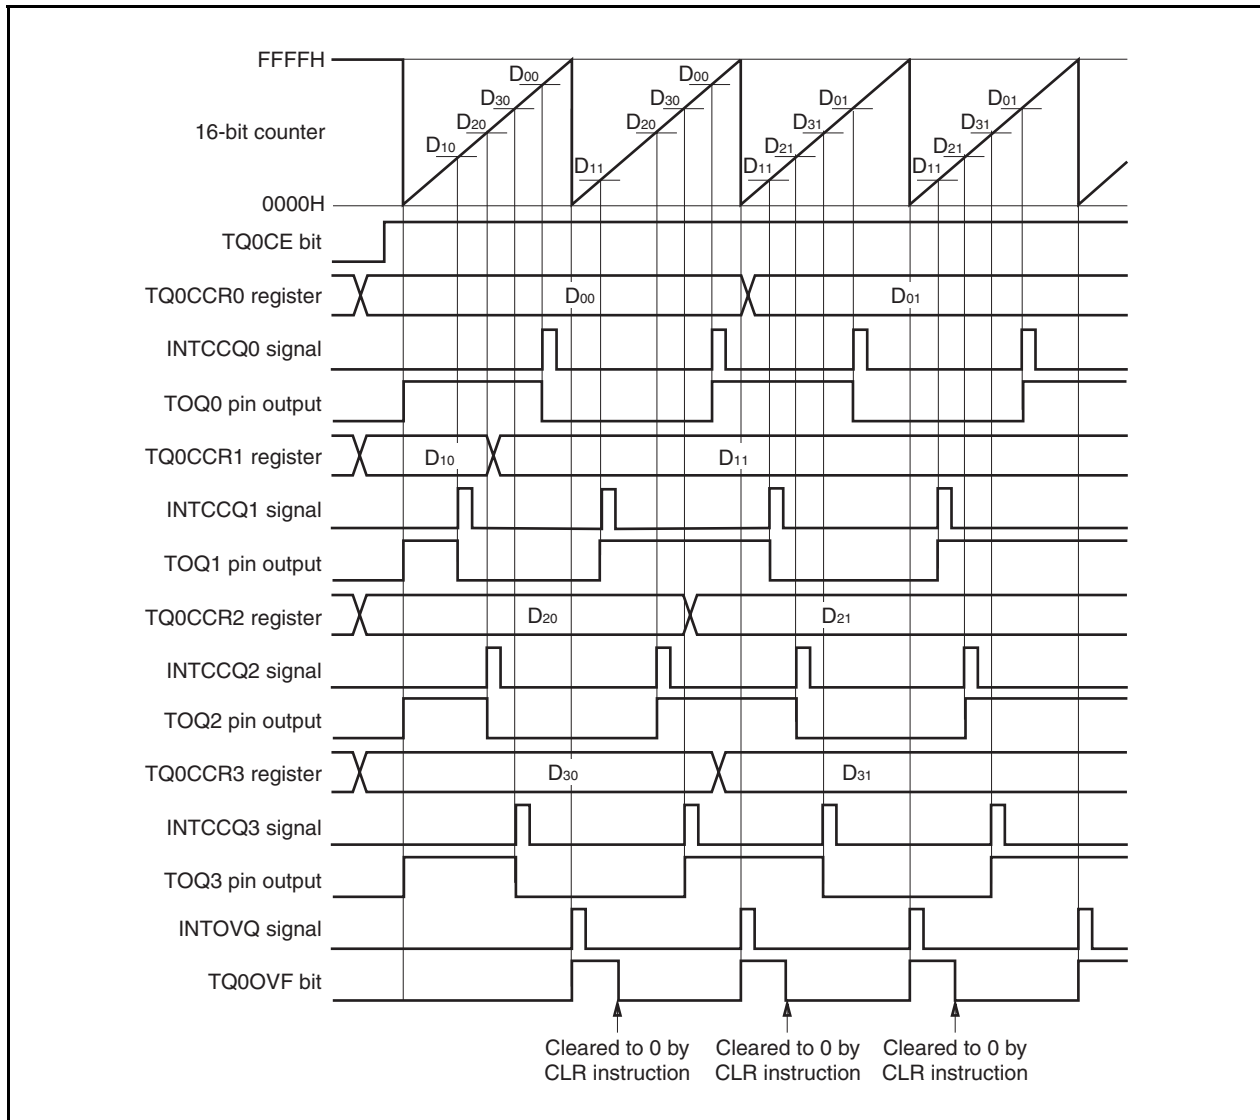 FFFFH
D00
D00
D30
D30
D01
D01
16-bit counter
D20
D20
D31
D31
D10
D21
D21
D11
D11
D11
0000H
TQ0CE bit
TQ0CCR0 register
D00
D01
INTCCQ0 signal
TOQ0 pin output
TQ0CCR1 register
D10
D11
INTCCQ1 signal
TOQ1 pin output
TQ0CCR2 register
D20
D21
INTCCQ2 signal
TOQ2 pin output
TQ0CCR3 register
D30
D31
INTCCQ3 signal
TOQ3 pin output
INTOVQ signal
TQ0OVF bit
Cleared to 0 by
CLR instruction
Cleared to 0 by
CLR instruction
Cleared to 0 by
CLR instruction